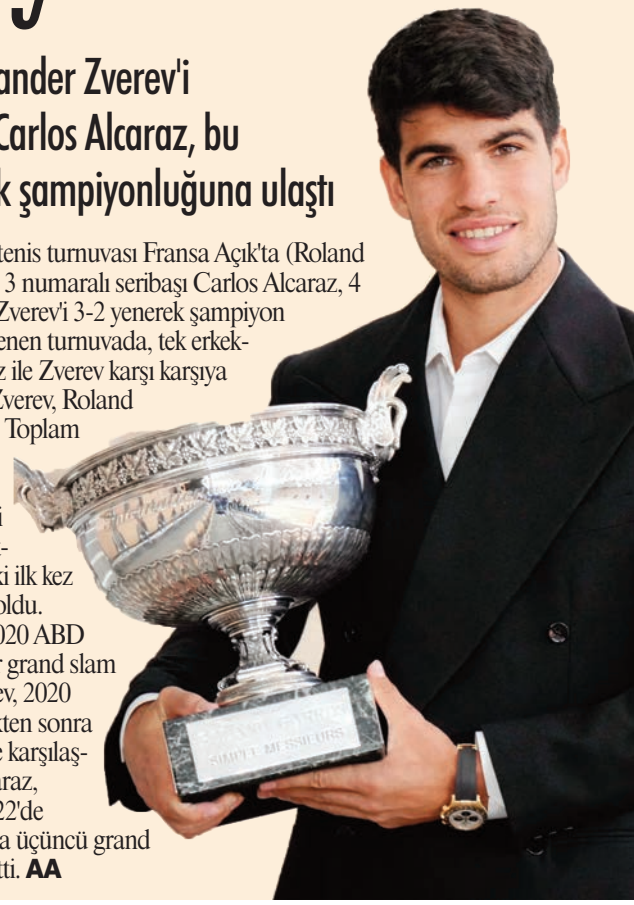 ander Zverev'i
Carlos Alcaraz, bu
k şampiyonluğuna ulaştı
tenis turnuvası Fransa Açık'ta (Roland
3 numaralı seribaşı Carlos Alcaraz, 4
Zverev'i 3-2 yenerek şampiyon
enen turnuvada, tek erkek-
z ile Zverev karşı karşıya
Zverev, Roland
Toplam
i
-
ki ilk kez
oldu.
020 ABD
r grand slam
ev, 2020
kten sonra
e karşılaş-
araz,
22'de
a üçüncü grand
tti. AA
SIMPLE MESSIEURS